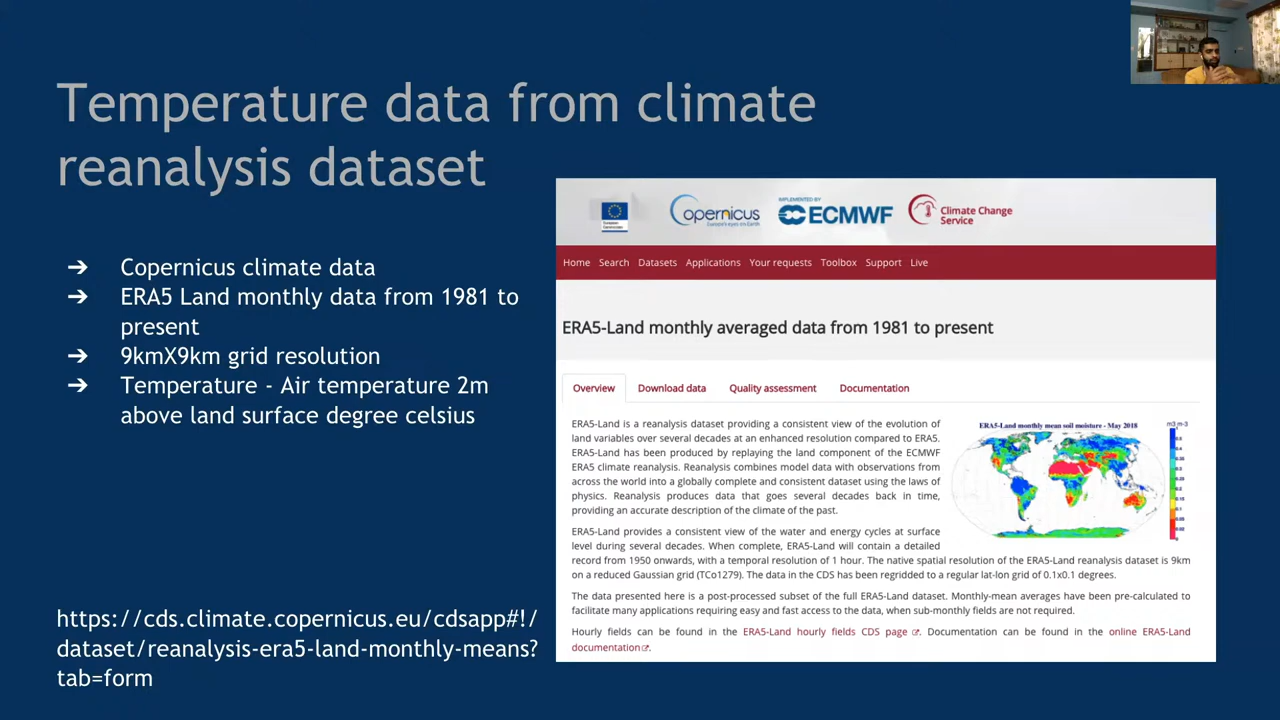 Temperature data from climate
reanalysis dataset
➔ Copernicus climate data
➔ ERA5 Land monthly data from 1981 to
present
➔ 9kmX9km grid resolution
➔ Temperature - Air temperature 2m
above land surface degree celsius
https://cds.climate.copernicus.eu/cdsapp#!/
dataset/reanalysis-era5-land-monthly-means?
tab=form
opernicus
Europe's eyes on Earth
IMPLEMENTED BY
ECMWF
Climate Change
Service
Home Search Datasets Applications Your requests Toolbox Support Live
ERA5-Land monthly averaged data from 1981 to present
Overview Download data Quality assessment Documentation
ERA5-Land is a reanalysis dataset providing a consistent view of the evolution of
land variables over several decades at an enhanced resolution compared to ERA5.
ERA5-Land has been produced by replaying the land component of the ECMWF
ERA5 climate reanalysis. Reanalysis combines model data with observations from
across the world into a globally complete and consistent dataset using the laws of
physics. Reanalysis produces data that goes several decades back in time,
providing an accurate description of the climate of the past.
ERA5-Land monthly mean soil moisture - May 2018
m3 m-3
ERA5-Land provides a consistent view of the water and energy cycles at surface
level during several decades. When complete, ERA5-Land will contain a detailed
record from 1950 onwards, with a temporal resolution of 1 hour. The native spatial resolution of the ERA5-Land reanalysis dataset is 9km
on a reduced Gaussian grid (TCo1279). The data in the CDS has been regridded to a regular lat-lon grid of 0.1x0.1 degrees.
The data presented here is a post-processed subset of the full ERA5-Land dataset. Monthly-mean averages have been pre-calculated to
facilitate many applications requiring easy and fast access to the data, when sub-monthly fields are not required.
Hourly fields can be found in the ERA5-Land hourly fields CDS page. Documentation can be found in the online ERA5-Land
documentation.